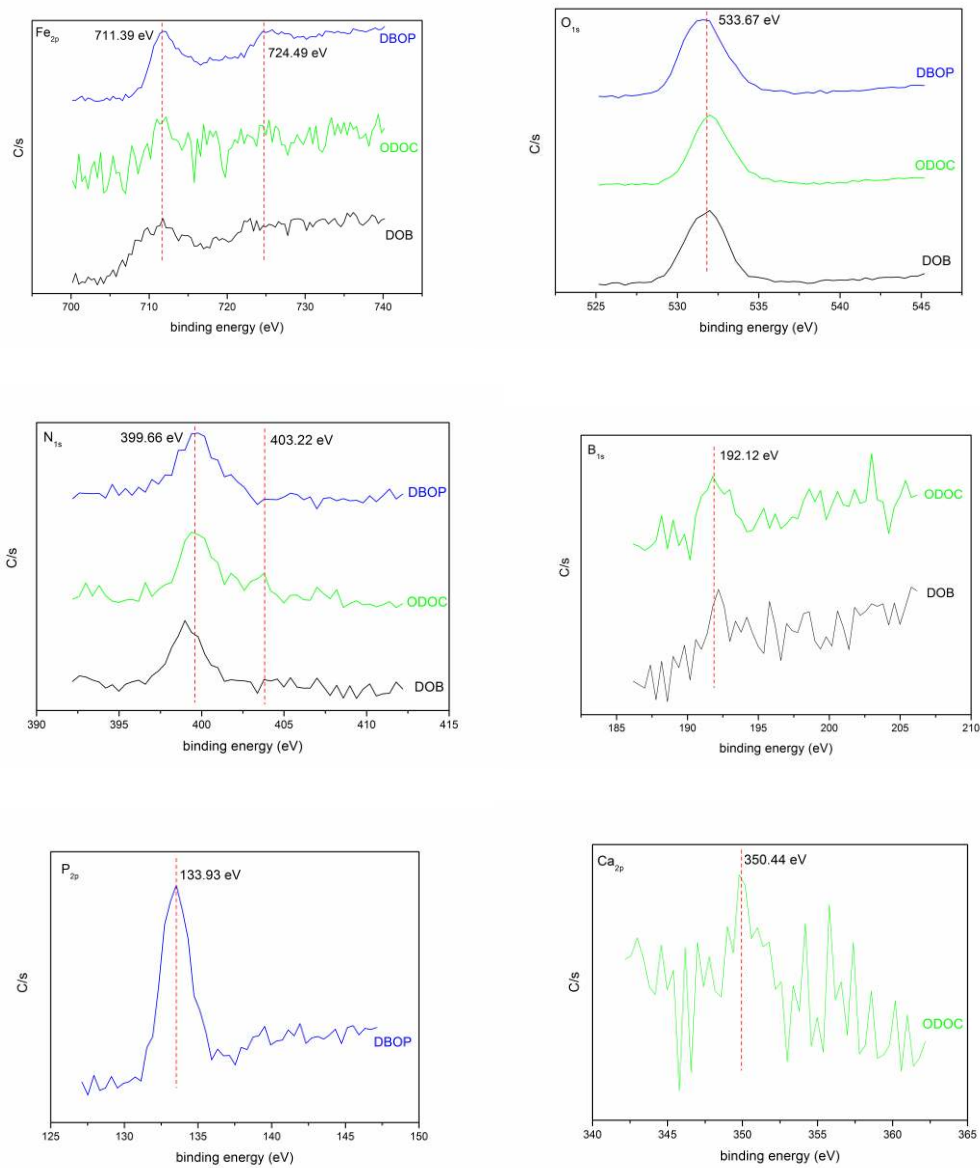 Fe2p
711.39 eV
724.49 eV
DBOP
ODOC
DOB
C/s
700 710 720 730 740
binding energy (eV)
O1s
533.67 eV
DBOP
ODOC
DOB
C/s
525 530 535 540 545
binding energy (eV)
N1s
399.66 eV
403.22 eV
DBOP
ODOC
DOB
C/s
390 395 400 405 410 415
binding energy (eV)
B1s
192.12 eV
ODOC
DOB
C/s
185 190 195 200 205 210
binding energy (eV)
P2p
133.93 eV
DBOP
C/s
125 130 135 140 145 150
binding energy (eV)
Ca2p
350.44 eV
ODOC
C/s
340 345 350 355 360 365
binding energy (eV)